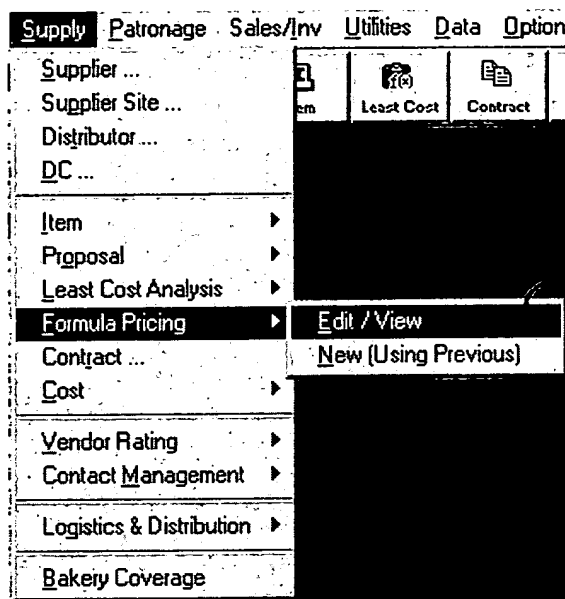 Supply Patronage Sales/Inv Utilities Data Option
Supplier ...
Supplier Site ...
Distributor ...
DC ...
em Least Cost Contract
Item
Proposal
Least Cost Analysis
Formula Pricing
Edit / View
New (Using Previous)
Contract ...
Cost
Vendor Rating
Contact Management
Logistics & Distribution
Bakery Coverage